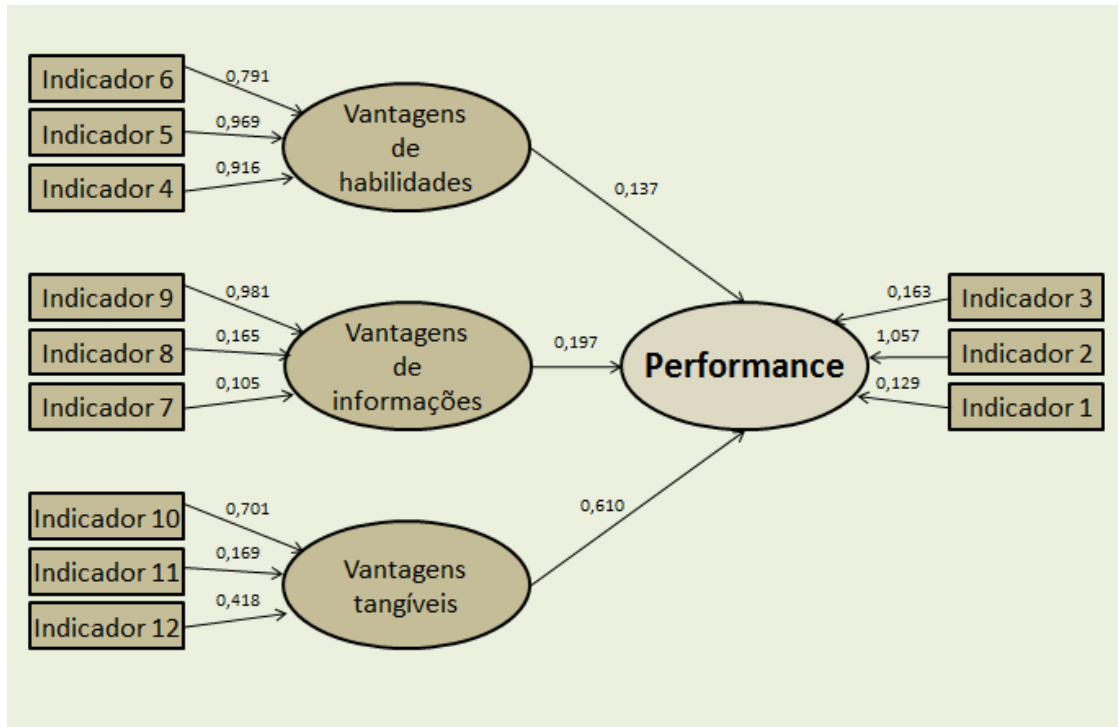 Indicador 6
0,791
Indicador 5
0,969
Indicador 4
0,916
Vantagens
de
habilidades
0,137
Indicador 9
0,981
Indicador 8
0,165
Indicador 7
0,105
Vantagens
de
informações
0,197
Performance
0,163
Indicador 3
1,057
Indicador 2
0,129
Indicador 1
Indicador 10
0,701
Indicador 11
0,169
Indicador 12
0,418
Vantagens
tangíveis
0,610